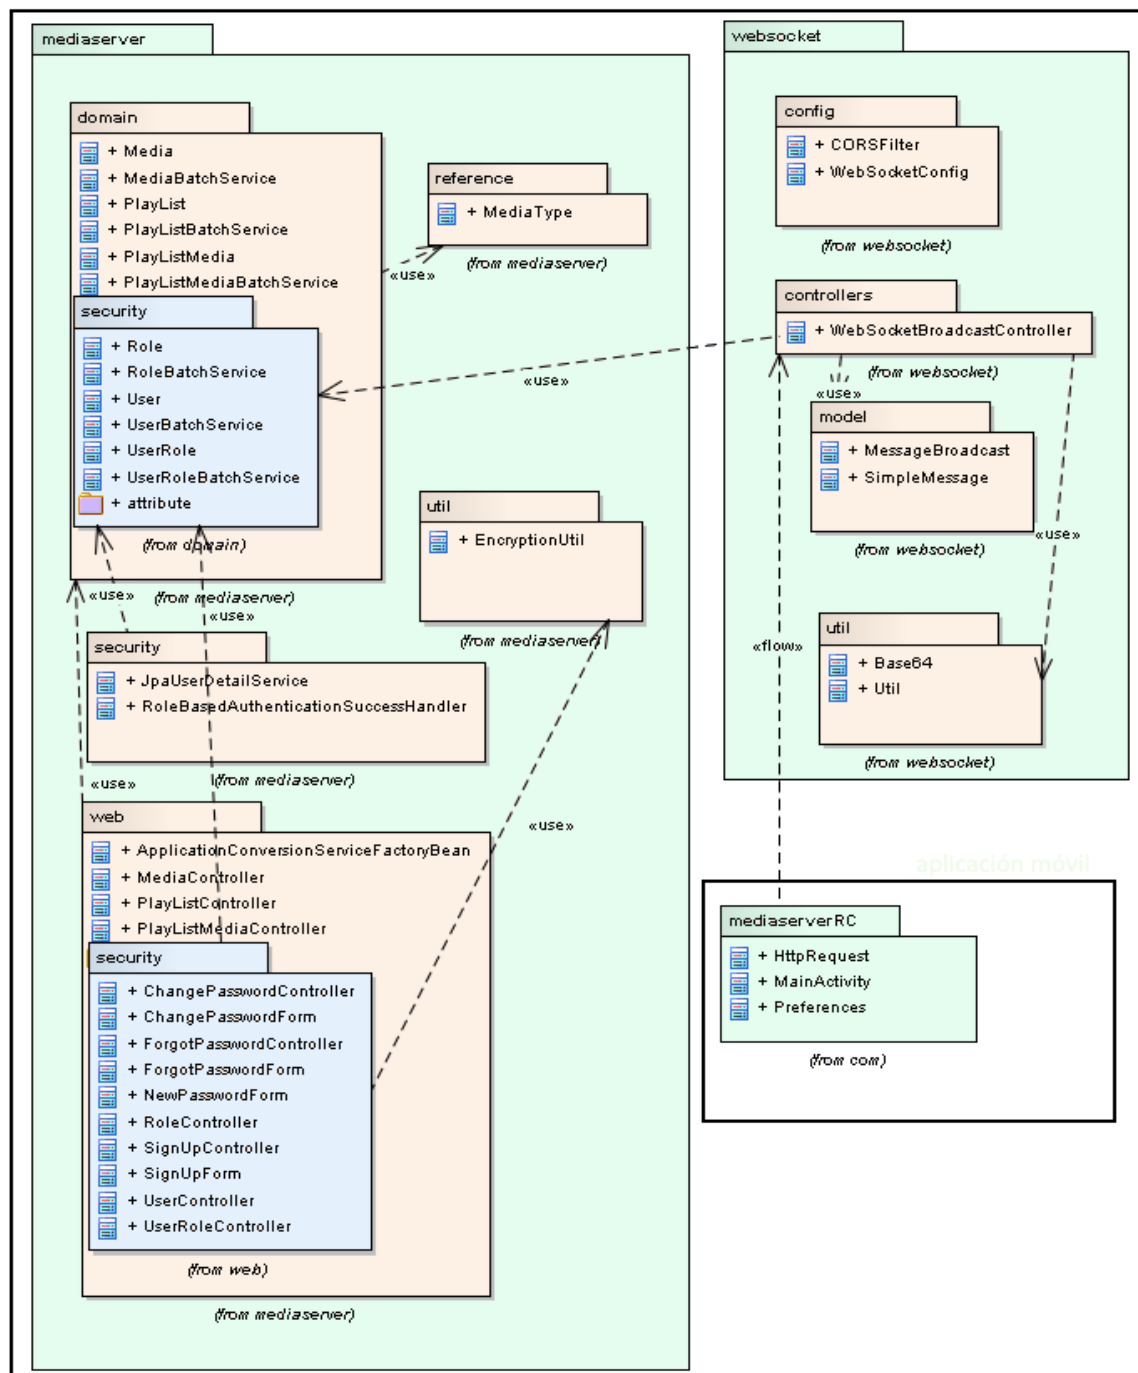 mediaserver
domain
+ Media
+ MediaBatchService
+ PlayList
+ PlayListBatchService
+ PlayListMedia
+ PlayListMediaBatchService
security
+ Role
+ RoleBatchService
+ User
+ UserBatchService
+ UserRole
+ UserRoleBatchService
+ attribute
(from domain)
(from mediaserver)
reference
+ MediaType
(from mediaserver)
«use»
util
+ EncryptionUtil
(from mediaserver)
«use»
«use»
security
+ JpaUserDetailService
+ RoleBasedAuthenticationSuccessHandler
(from mediaserver)
«use»
web
+ ApplicationConversionServiceFactoryBean
+ MediaController
+ PlayListController
+ PlayListMediaController
security
+ ChangePasswordController
+ ChangePasswordForm
+ ForgotPasswordController
+ ForgotPasswordForm
+ NewPasswordForm
+ RoleController
+ SignUpController
+ SignUpForm
+ UserController
+ UserRoleController
(from web)
(from mediaserver)
«use»
«use»
websocket
config
+ CORSFilter
+ WebSocketConfig
(from websocket)
controllers
+ WebSocketBroadcastController
(from websocket)
«use»
model
+ MessageBroadcast
+ SimpleMessage
(from websocket)
«use»
util
+ Base64
+ Util
(from websocket)
«flow»
aplicación móvil
mediaserverRC
+ HttpRequest
+ MainActivity
+ Preferences
(from com)